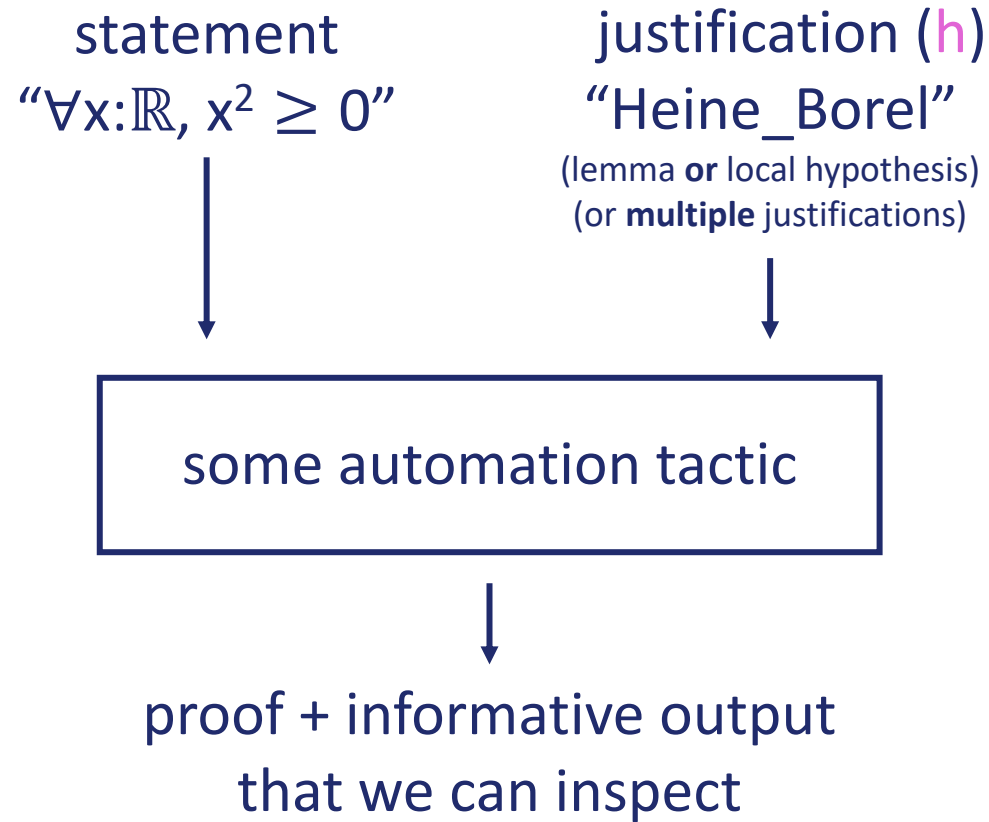 statement
“∀x:ℝ, x² ≥ 0”
justification (h)
“Heine_Borel”
(lemma or local hypothesis)
(or multiple justifications)
some automation tactic
proof + informative output
that we can inspect